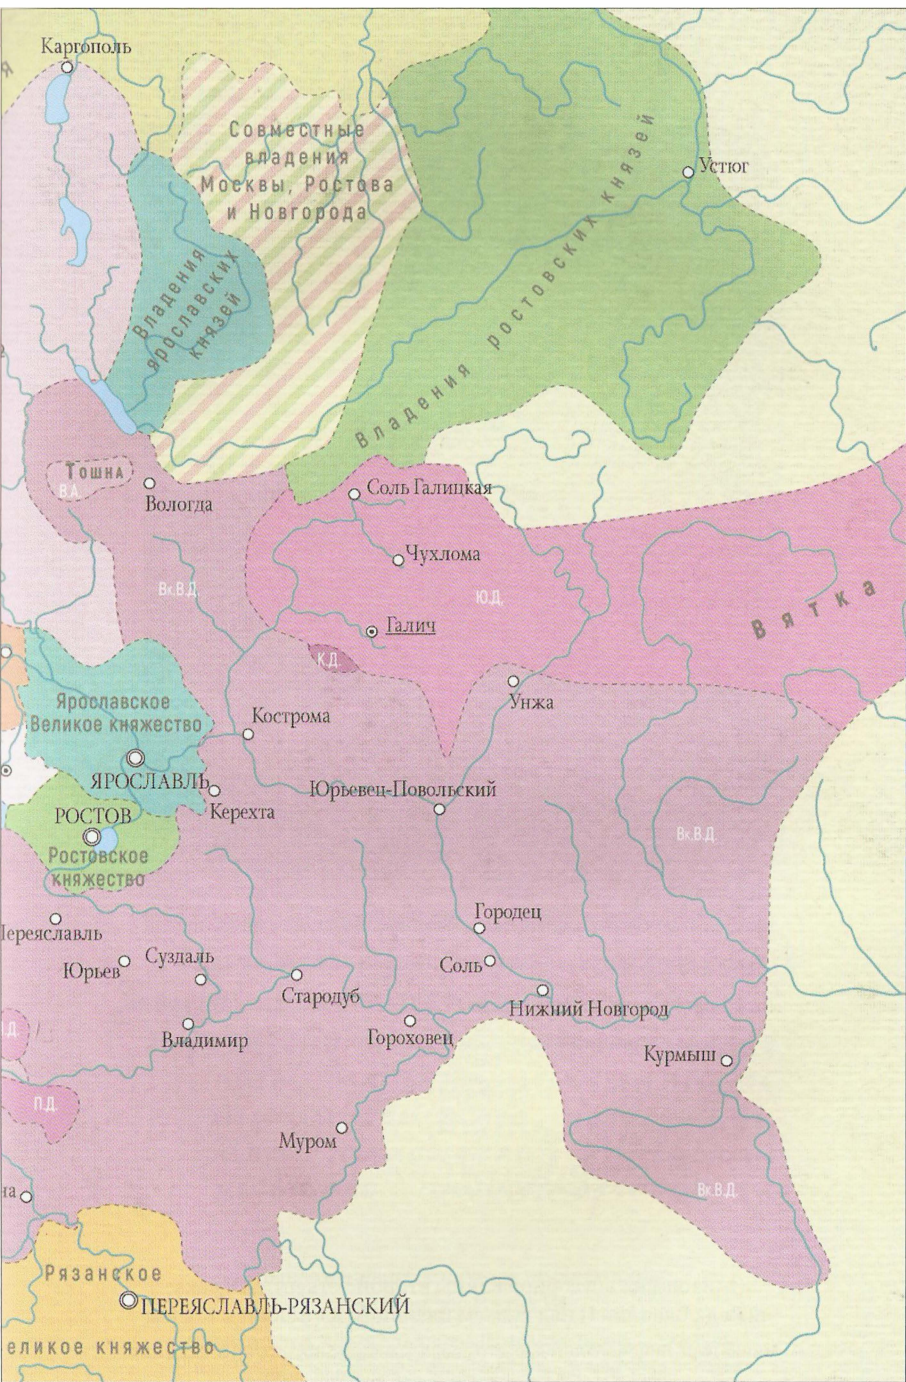 Каргополь
я
Совместные
владения
Москвы, Ростова
и Новгорода
Устюг
Владения ростовских князей
Владения
ярославских
князей
Тошна
В.А.
Вологда
Соль Галицкая
Чухлома
Вк.В.Д.
Ю.Д.
Вятка
Галич
К.Д.
Унжа
Ярославское
Великое княжество
Кострома
ЯРОСЛАВЛЬ
Керехта
Юрьевец-Повольский
РОСТОВ
Ростовское
княжество
Вк.В.Д.
Городец
Переяславль
Суздаль
Юрьев
Соль
Стародуб
Нижний Новгород
Владимир
Гороховец
Курмыш
П.Д.
Муром
Вк.В.Д.
на
Рязанское
ПЕРЕЯСЛАВЛЬ-РЯЗАНСКИЙ
еликое княжество